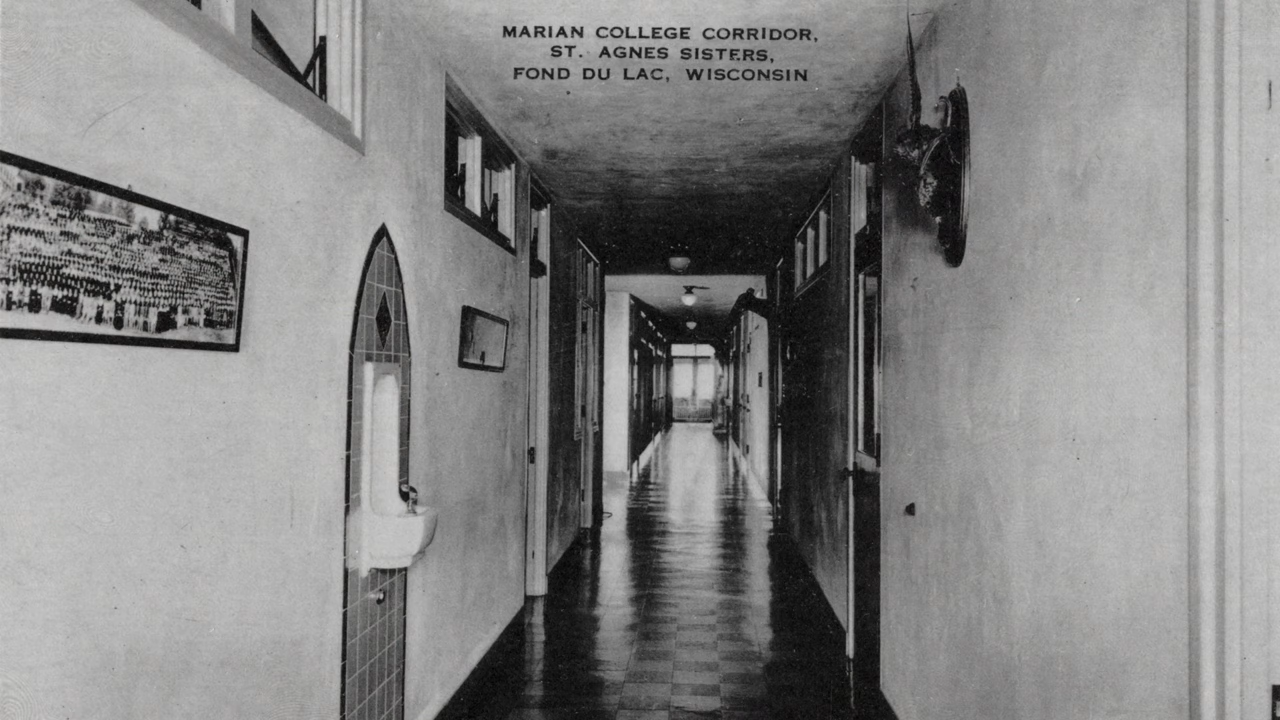 MARIAN COLLEGE CORRIDOR,
ST. AGNES SISTERS,
FOND DU LAC, WISCONSIN